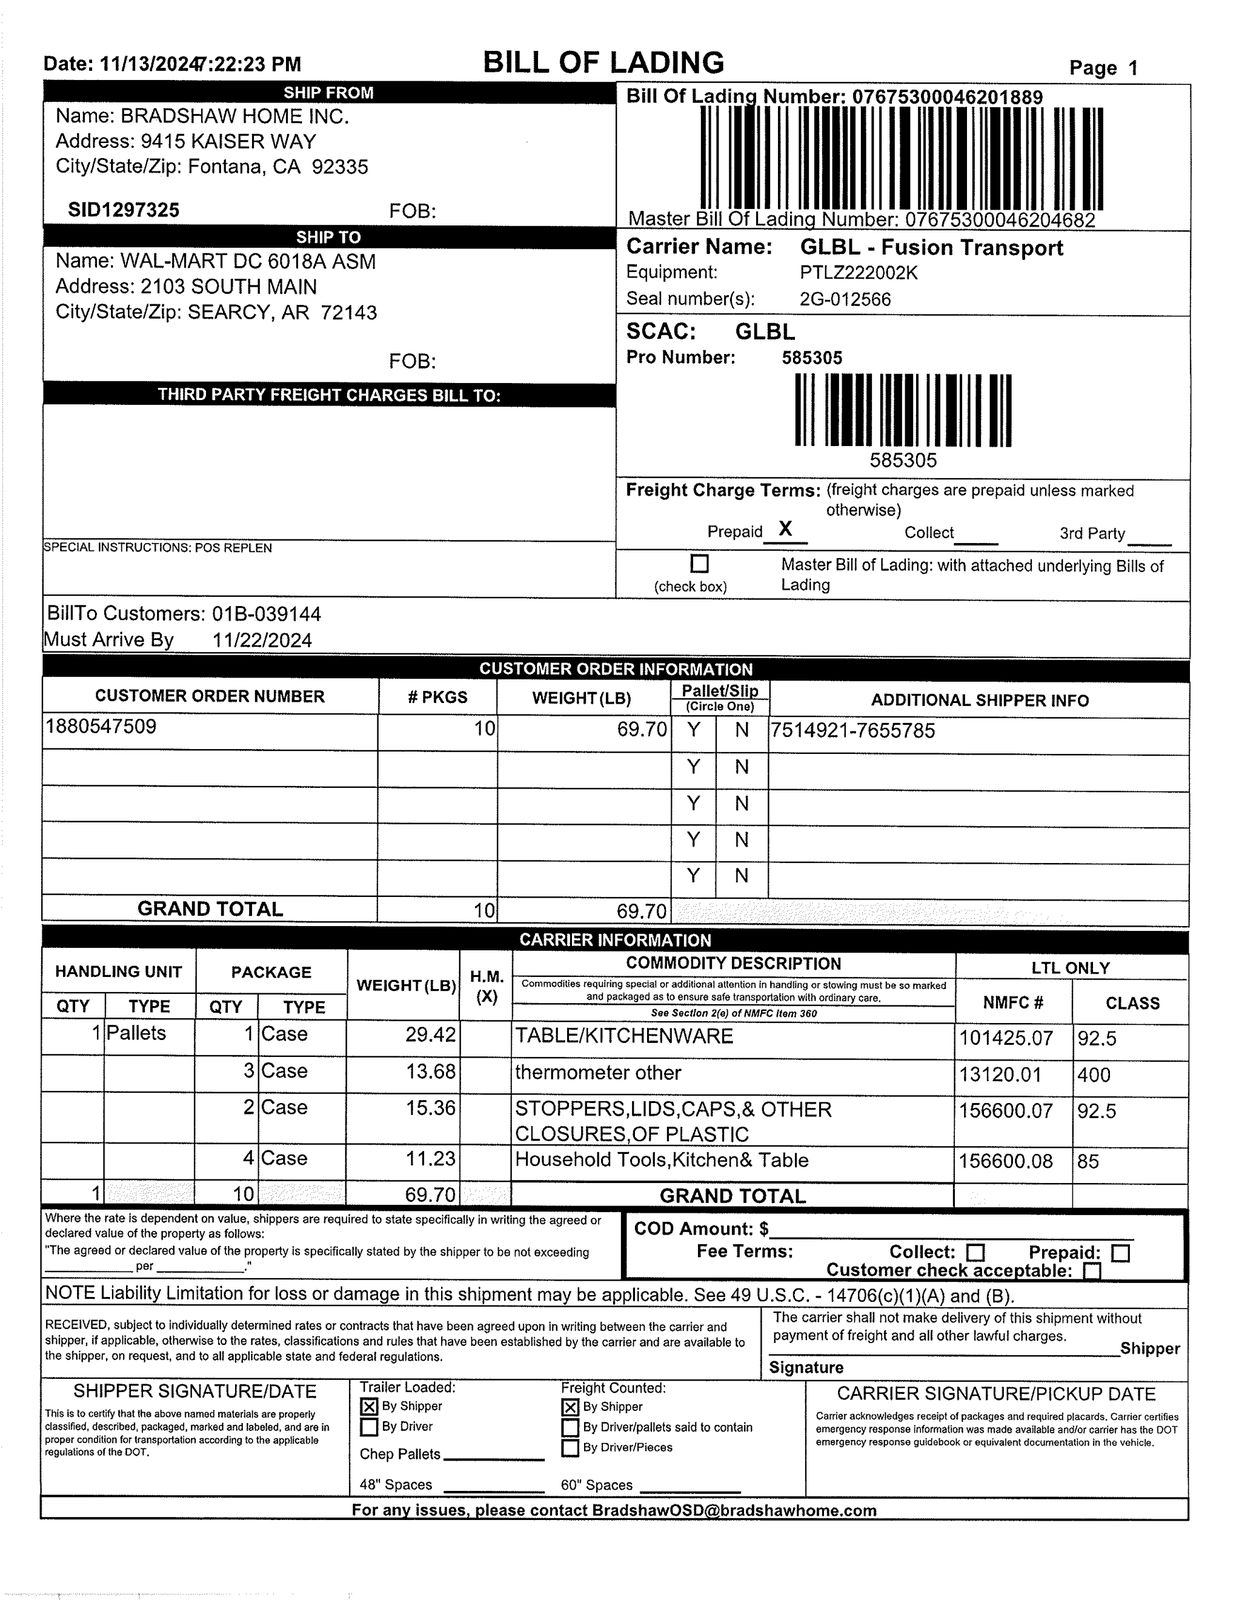 Date: 11/13/2024 7:22:23 PM
BILL OF LADING
Page 1
SHIP FROM
Name: BRADSHAW HOME INC.
Address: 9415 KAISER WAY
City/State/Zip: Fontana, CA 92335
SID1297325 FOB:
Bill Of Lading Number: 07675300046201889
Master Bill Of Lading Number: 07675300046204682
SHIP TO
Name: WAL-MART DC 6018A ASM
Address: 2103 SOUTH MAIN
City/State/Zip: SEARCY, AR 72143
FOB:
Carrier Name: GLBL - Fusion Transport
Equipment: PTLZ222002K
Seal number(s): 2G-012566
SCAC: GLBL
Pro Number: 585305
585305
THIRD PARTY FREIGHT CHARGES BILL TO:
Freight Charge Terms: (freight charges are prepaid unless marked
otherwise)
Prepaid X Collect 3rd Party
SPECIAL INSTRUCTIONS: POS REPLEN
(check box)
Master Bill of Lading: with attached underlying Bills of
Lading
BillTo Customers: 01B-039144
Must Arrive By 11/22/2024
CUSTOMER ORDER INFORMATION
CUSTOMER ORDER NUMBER # PKGS WEIGHT (LB) Pallet/Slip (Circle One) ADDITIONAL SHIPPER INFO
1880547509 10 69.70 Y N 7514921-7655785
Y N
Y N
Y N
Y N
GRAND TOTAL 10 69.70
CARRIER INFORMATION
HANDLING UNIT PACKAGE WEIGHT (LB) H.M. (X) COMMODITY DESCRIPTION LTL ONLY
Commodities requiring special or additional attention in handling or stowing must be so marked
and packaged as to ensure safe transportation with ordinary care.
See Section 2(e) of NMFC Item 360
QTY TYPE QTY TYPE NMFC # CLASS
1 Pallets 1 Case 29.42 TABLE/KITCHENWARE 101425.07 92.5
3 Case 13.68 thermometer other 13120.01 400
2 Case 15.36 STOPPERS,LIDS,CAPS,& OTHER 156600.07 92.5
CLOSURES,OF PLASTIC
4 Case 11.23 Household Tools,Kitchen& Table 156600.08 85
1 10 69.70 GRAND TOTAL
Where the rate is dependent on value, shippers are required to state specifically in writing the agreed or
declared value of the property as follows:
"The agreed or declared value of the property is specifically stated by the shipper to be not exceeding
____________ per ____________."
COD Amount: $
Fee Terms: Collect: Prepaid:
Customer check acceptable:
NOTE Liability Limitation for loss or damage in this shipment may be applicable. See 49 U.S.C. - 14706(c)(1)(A) and (B).
RECEIVED, subject to individually determined rates or contracts that have been agreed upon in writing between the carrier and
shipper, if applicable, otherwise to the rates, classifications and rules that have been established by the carrier and are available to
the shipper, on request, and to all applicable state and federal regulations.
The carrier shall not make delivery of this shipment without
payment of freight and all other lawful charges.
Shipper
Signature
SHIPPER SIGNATURE/DATE
This is to certify that the above named materials are properly
classified, described, packaged, marked and labeled, and are in
proper condition for transportation according to the applicable
regulations of the DOT.
Trailer Loaded:
X By Shipper
By Driver
Chep Pallets
48" Spaces
Freight Counted:
X By Shipper
By Driver/pallets said to contain
By Driver/Pieces
60" Spaces
CARRIER SIGNATURE/PICKUP DATE
Carrier acknowledges receipt of packages and required placards. Carrier certifies
emergency response information was made available and/or carrier has the DOT
emergency response guidebook or equivalent documentation in the vehicle.
For any issues, please contact BradshawOSD@bradshawhome.com